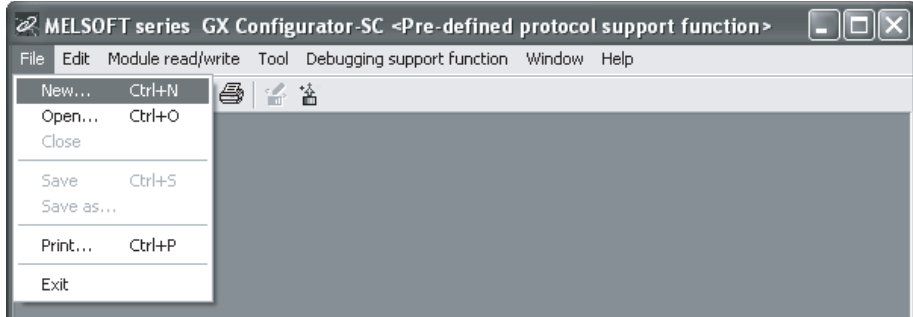 MELSOFT series GX Configurator-SC <Pre-defined protocol support function>
File Edit Module read/write Tool Debugging support function Window Help
New... Ctrl+N
Open... Ctrl+O
Close
Save Ctrl+S
Save as...
Print... Ctrl+P
Exit